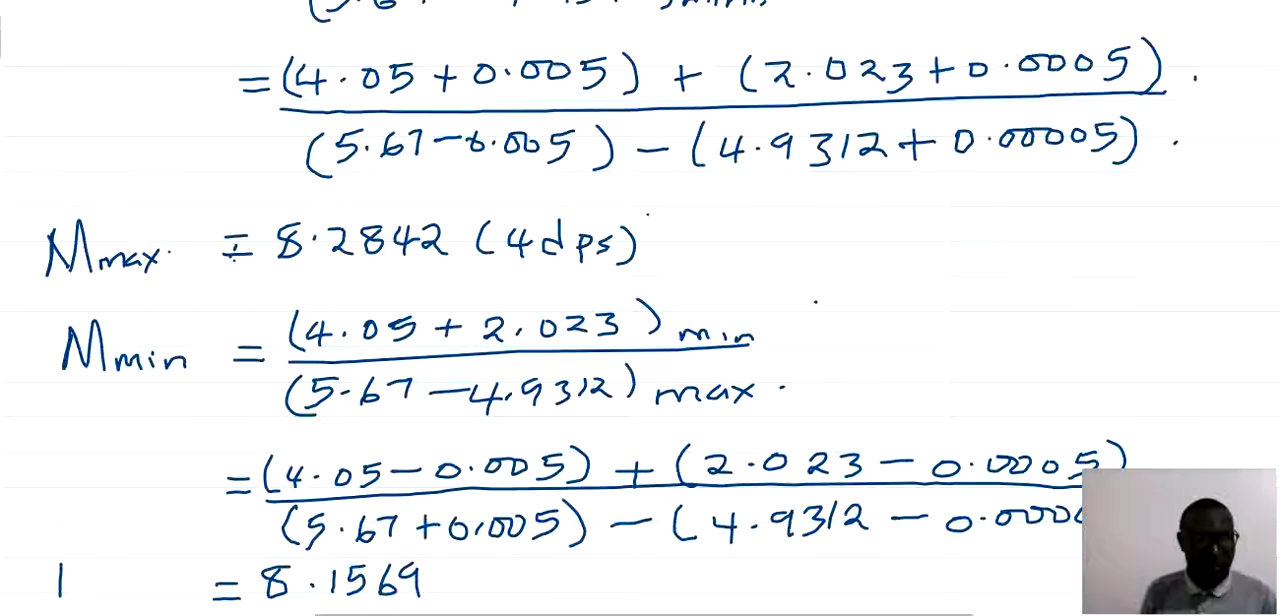 = (4.05 + 0.005) + (2.023 + 0.0005)
(5.67 - 0.005) - (4.9312 + 0.00005)
Mmax. = 8.2842 (4dps)
Mmin = (4.05 + 2.023) min
(5.67 - 4.9312) max.
= (4.05 - 0.005) + (2.023 - 0.0005)
(5.67 + 0.005) - (4.9312 - 0.000
= 8.1569